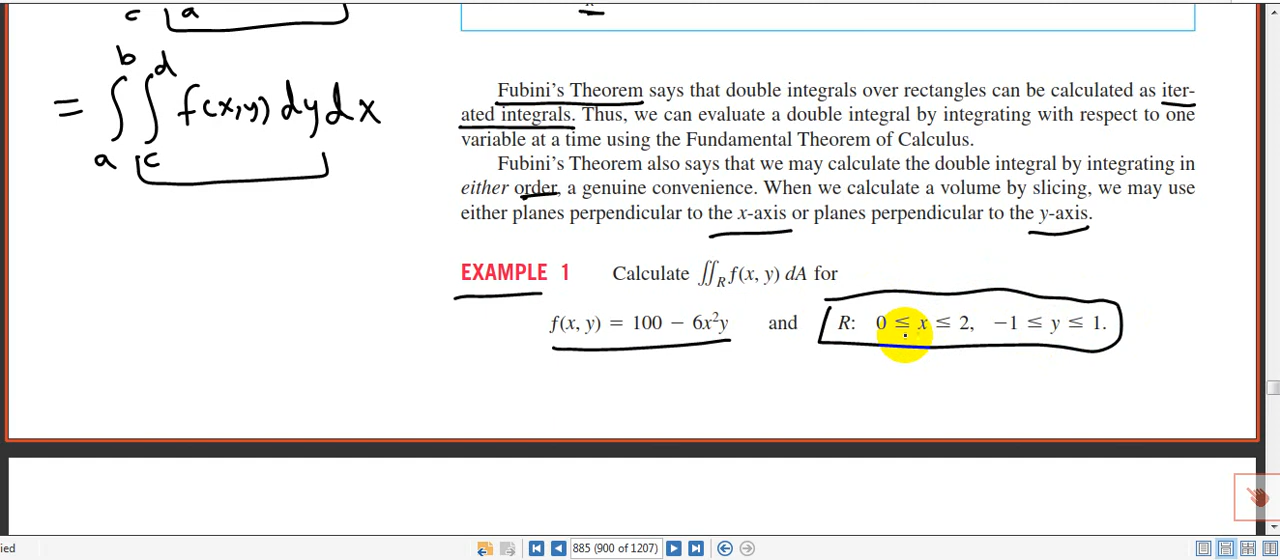 c a
= ∫ₐᵇ ∫_c^d f(x,y) dy dx
Fubini's Theorem says that double integrals over rectangles can be calculated as iter-
ated integrals. Thus, we can evaluate a double integral by integrating with respect to one
variable at a time using the Fundamental Theorem of Calculus.
Fubini's Theorem also says that we may calculate the double integral by integrating in
either order, a genuine convenience. When we calculate a volume by slicing, we may use
either planes perpendicular to the x-axis or planes perpendicular to the y-axis.
EXAMPLE 1 Calculate ∬_R f(x, y) dA for
f(x, y) = 100 − 6x²y and R: 0 ≤ x ≤ 2, −1 ≤ y ≤ 1.
ied 885 (900 of 1207)